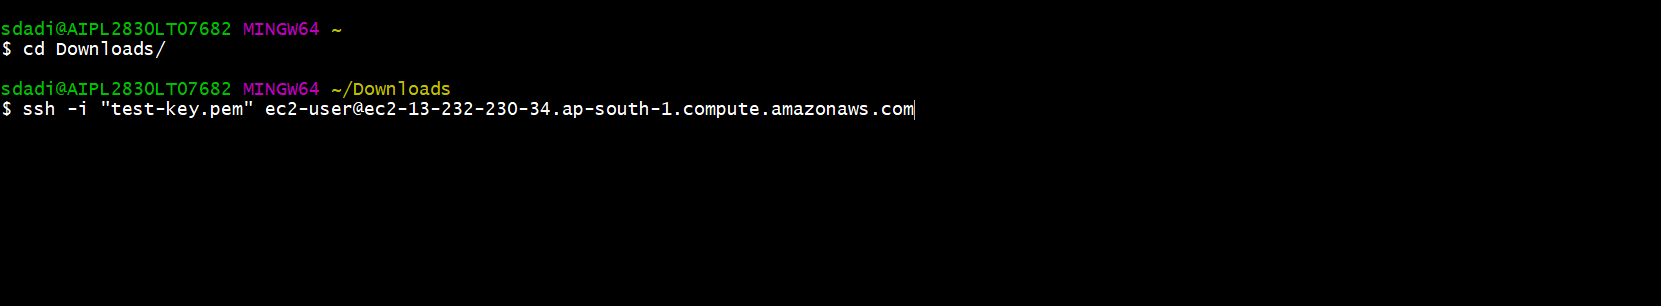 sdadi@AIPL2830LT07682 MINGW64 ~
$ cd Downloads/
sdadi@AIPL2830LT07682 MINGW64 ~/Downloads
$ ssh -i "test-key.pem" ec2-user@ec2-13-232-230-34.ap-south-1.compute.amazonaws.com